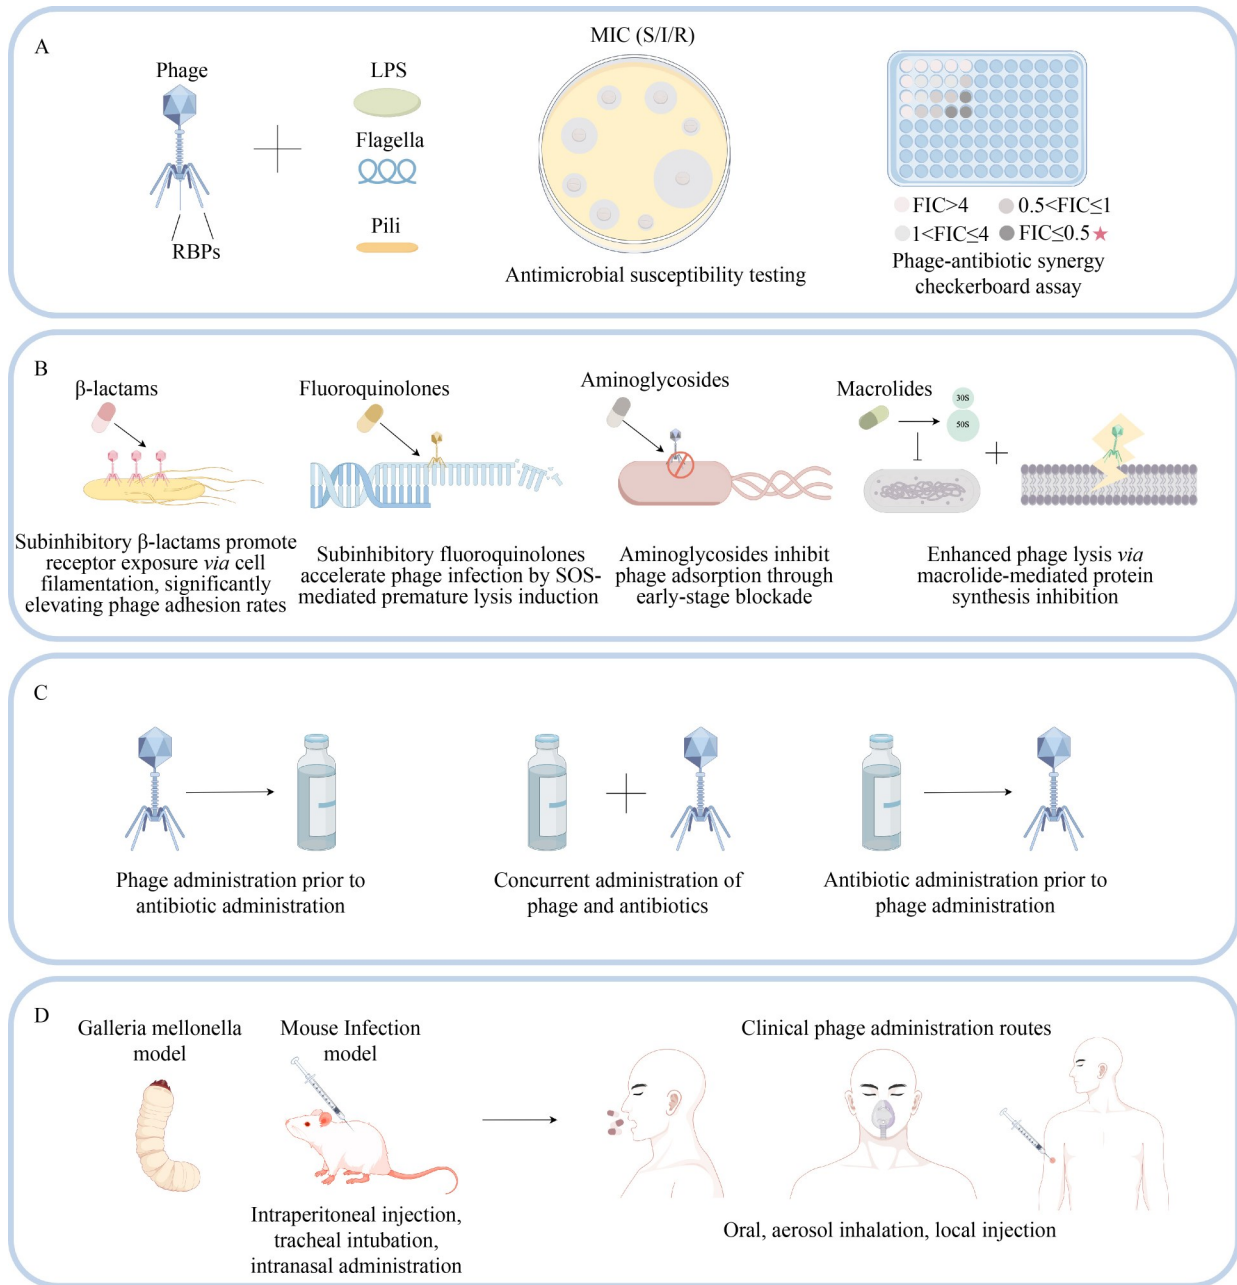 A
Phage
RBPs
LPS
Flagella
Pili
MIC (S/I/R)
Antimicrobial susceptibility testing
FIC>4
0.5<FIC≤1
1<FIC≤4
FIC≤0.5★
Phage-antibiotic synergy
checkerboard assay
B
β-lactams
Subinhibitory β-lactams promote
receptor exposure via cell
filamentation, significantly
elevating phage adhesion rates
Fluoroquinolones
Subinhibitory fluoroquinolones
accelerate phage infection by SOS-
mediated premature lysis induction
Aminoglycosides
Aminoglycosides inhibit
phage adsorption through
early-stage blockade
Macrolides
30S
50S
Enhanced phage lysis via
macrolide-mediated protein
synthesis inhibition
C
Phage administration prior to
antibiotic administration
Concurrent administration of
phage and antibiotics
Antibiotic administration prior to
phage administration
D
Galleria mellonella
model
Mouse Infection
model
Intraperitoneal injection,
tracheal intubation,
intranasal administration
Clinical phage administration routes
Oral, aerosol inhalation, local injection